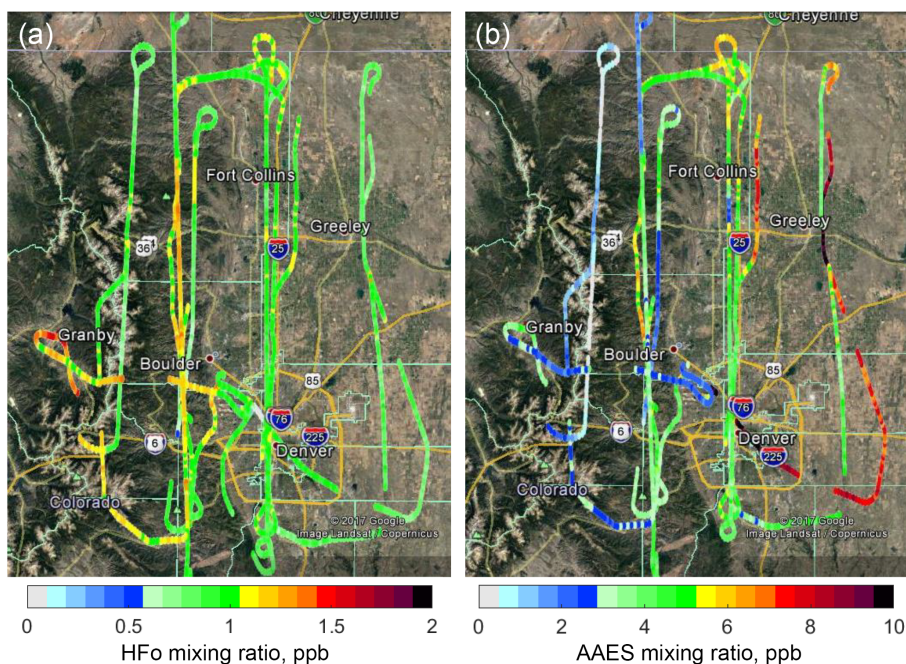 (a)
Cheyenne
Fort Collins
Greeley
36
25
Granby
Boulder
85
76
6
225
Denver
Colorado
© 2017 Google
Image Landsat / Copernicus
0 0.5 1 1.5 2
HFo mixing ratio, ppb
(b)
Cheyenne
Fort Collins
Greeley
36
25
Granby
Boulder
85
76
6
Denver
225
Colorado
© 2017 Google
Image Landsat / Copernicus
0 2 4 6 8 10
AAES mixing ratio, ppb